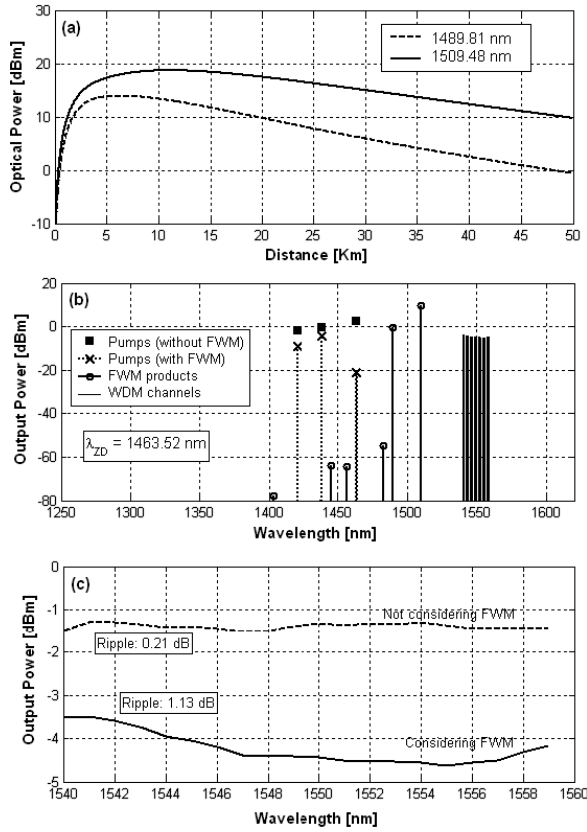 (a)
1489.81 nm
1509.48 nm
Optical Power [dBm]
30
20
10
0
-10
0 5 10 15 20 25 30 35 40 45 50
Distance [Km]
(b)
Pumps (without FWM)
Pumps (with FWM)
FWM products
WDM channels
λZD = 1463.52 nm
Output Power [dBm]
20
0
-20
-40
-60
-80
1250 1300 1350 1400 1450 1500 1550 1600
Wavelength [nm]
(c)
Not considering FWM
Ripple: 0.21 dB
Ripple: 1.13 dB
Considering FWM
Output Power [dBm]
0
-1
-2
-3
-4
-5
1540 1542 1544 1546 1548 1550 1552 1554 1556 1558 1560
Wavelength [nm]